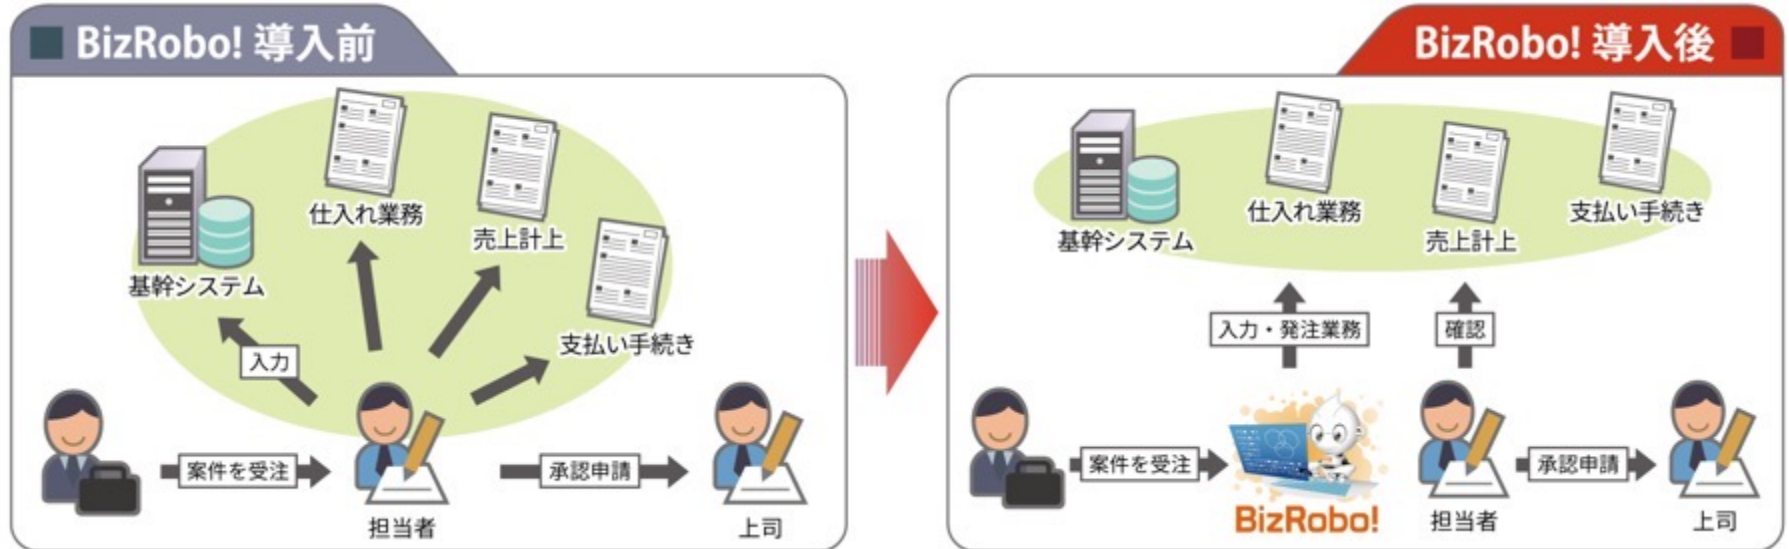 BizRobo! 導入前
基幹システム
仕入れ業務
売上計上
支払い手続き
入力
案件を受注
担当者
承認申請
上司
BizRobo! 導入後
基幹システム
仕入れ業務
売上計上
支払い手続き
入力・発注業務
確認
案件を受注
BizRobo!
担当者
承認申請
上司